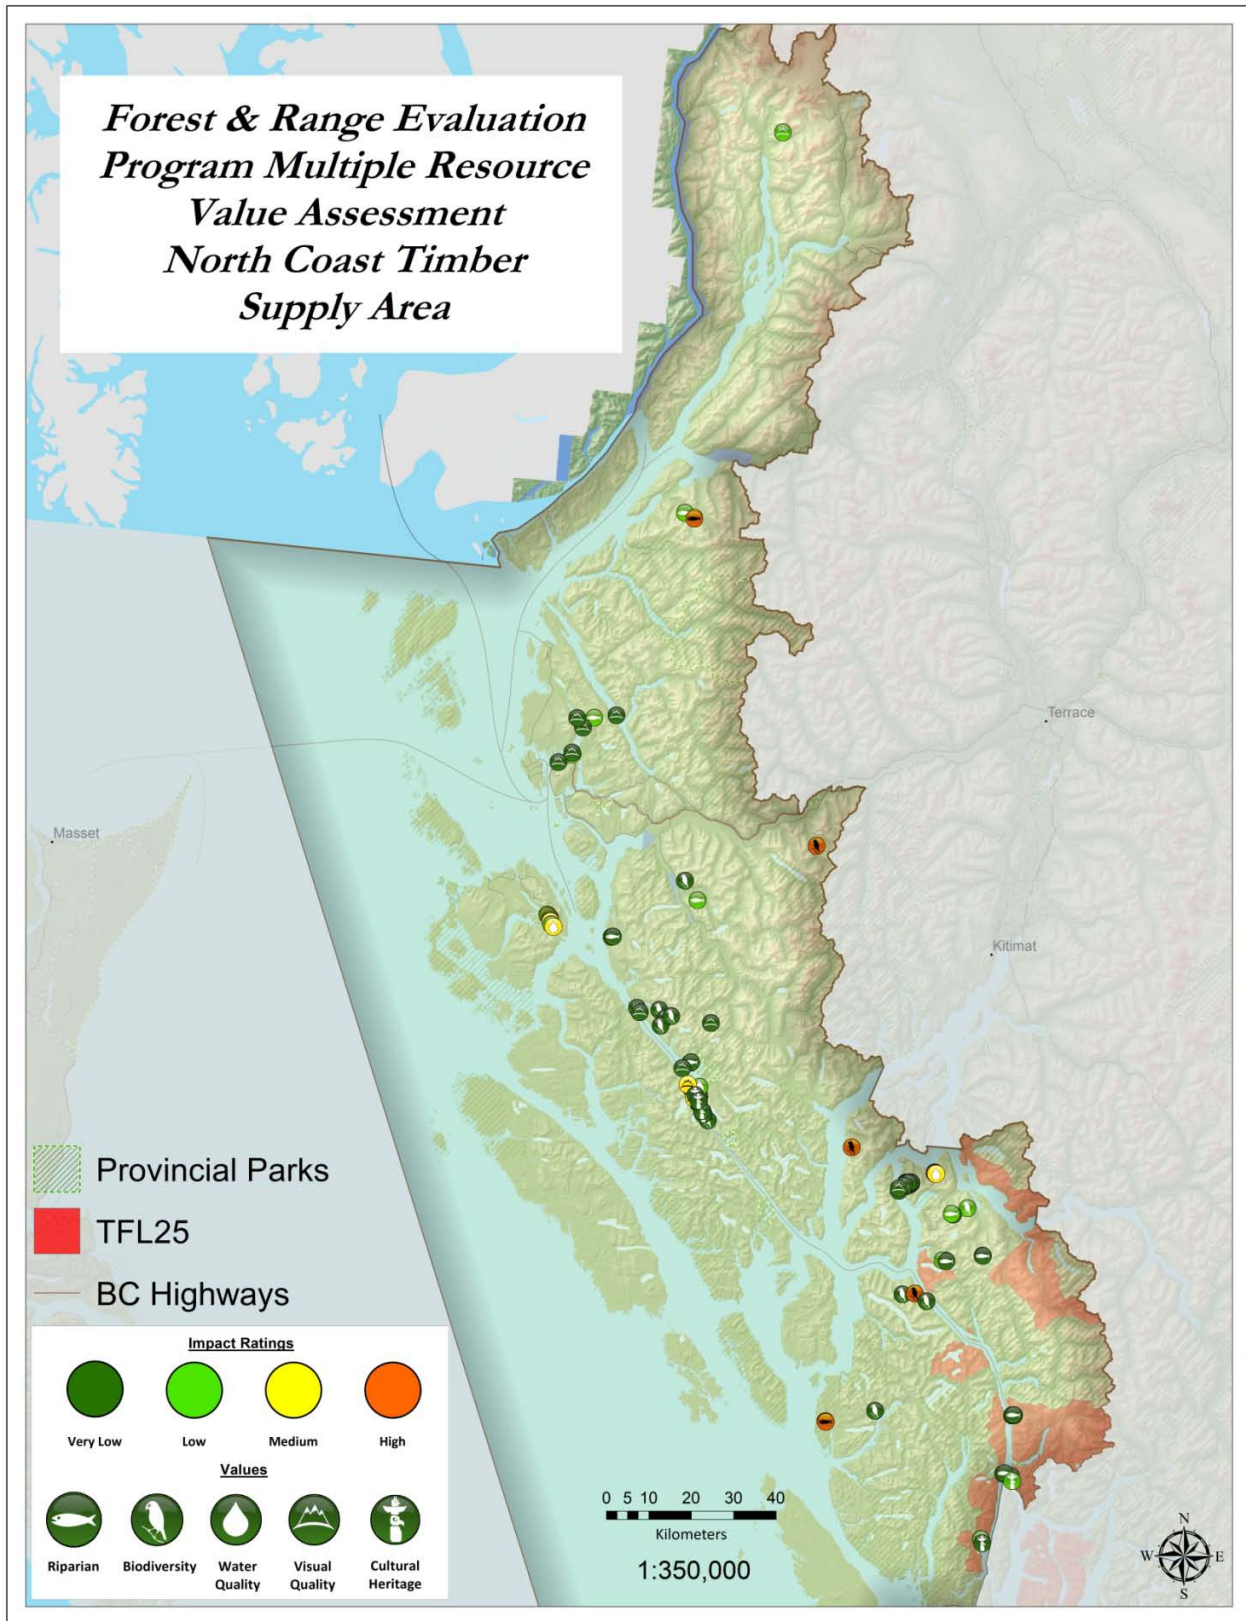 Forest & Range Evaluation
Program Multiple Resource
Value Assessment
North Coast Timber
Supply Area
Terrace
Masset
Kitimat
Provincial Parks
TFL25
BC Highways
Impact Ratings
Very Low Low Medium High
Values
Riparian Biodiversity Water Quality Visual Quality Cultural Heritage
0 5 10 20 30 40
Kilometers
1:350,000
N
W E
S